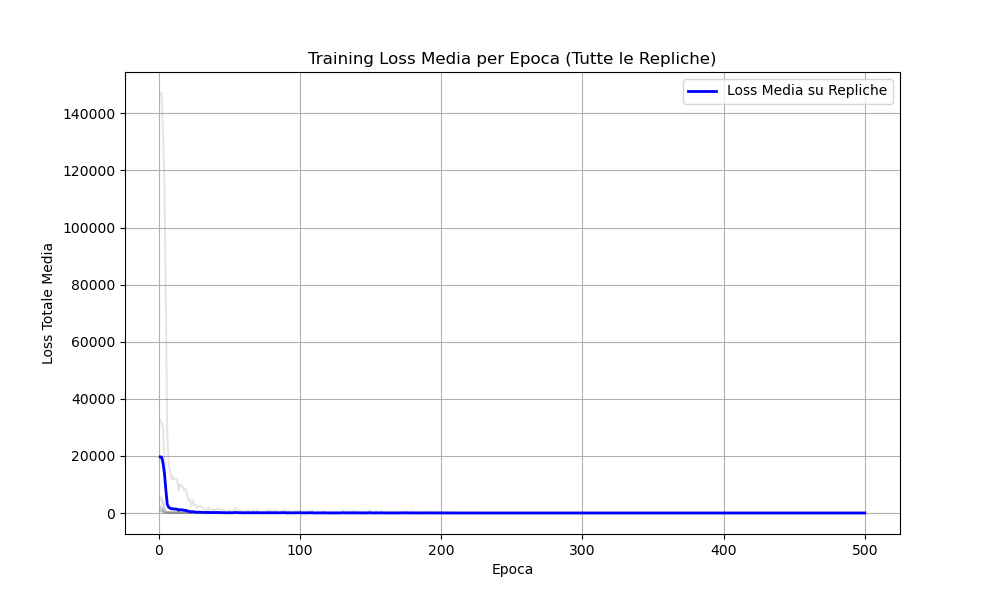 Training Loss Media per Epoca (Tutte le Repliche)
Loss Media su Repliche
Loss Totale Media
140000
120000
100000
80000
60000
40000
20000
0
0 100 200 300 400 500
Epoca